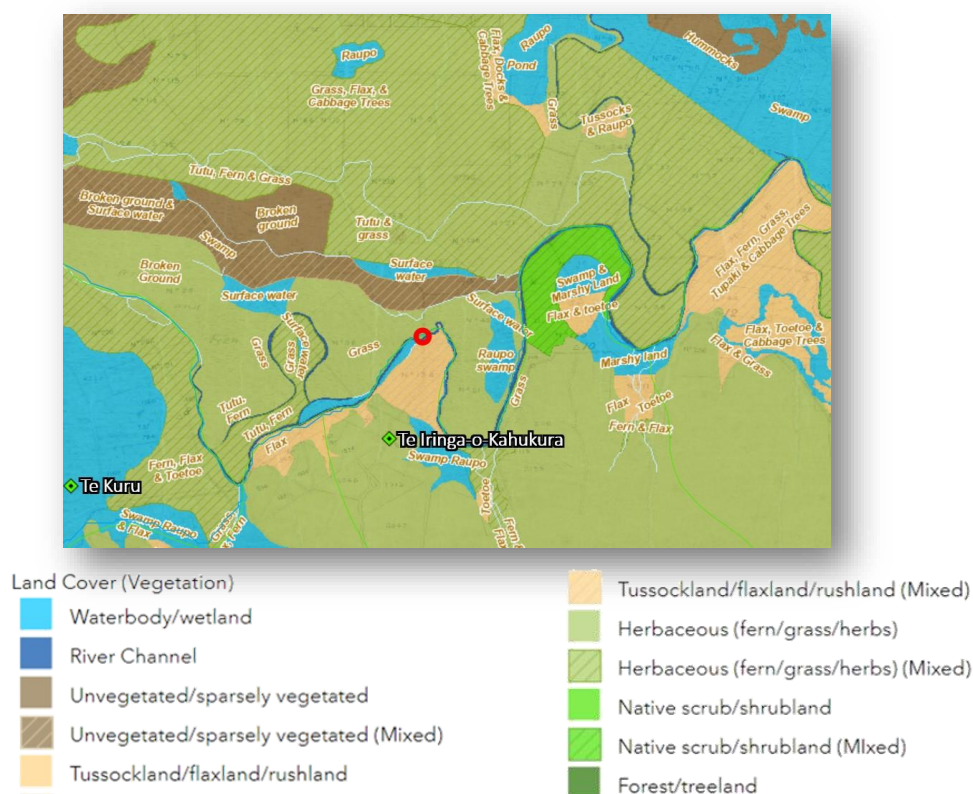 Raupo
Grass, Flax, &
Cabbage Trees
Flax, Docks &
Cabbage Trees
Raupo
Pond
Grass
Tussocks
& Raupo
Hummocks
Swamp
Tutu, Fern & Grass
Broken ground &
Surface water
Broken
ground
Swamp
Tutu &
grass
Broken
Ground
Surface water
Surface
water
Surface water
Swamp &
Marshy Land
Flax & toetoe
Flax, Fern, Grass,
Tupaki & Cabbage Trees
Grass
Grass
Surface water
Grass
Raupo
swamp
Grass
Marshy land
Flax & Grass
Flax, Toetoe &
Cabbage Trees
Tutu,
Fern
Tutu, Fern
Flax
Flax
Toetoe
Fern & Flax
Te Iringa-o-Kahukura
Swamp Raupo
Fern, Flax
& Toetoe
Te Kuru
Swamp, Raupo
& Flax
Toetoe
Fern &
Flax
Land Cover (Vegetation)
Waterbody/wetland
River Channel
Unvegetated/sparsely vegetated
Unvegetated/sparsely vegetated (Mixed)
Tussockland/flaxland/rushland
Tussockland/flaxland/rushland (Mixed)
Herbaceous (fern/grass/herbs)
Herbaceous (fern/grass/herbs) (Mixed)
Native scrub/shrubland
Native scrub/shrubland (MIxed)
Forest/treeland